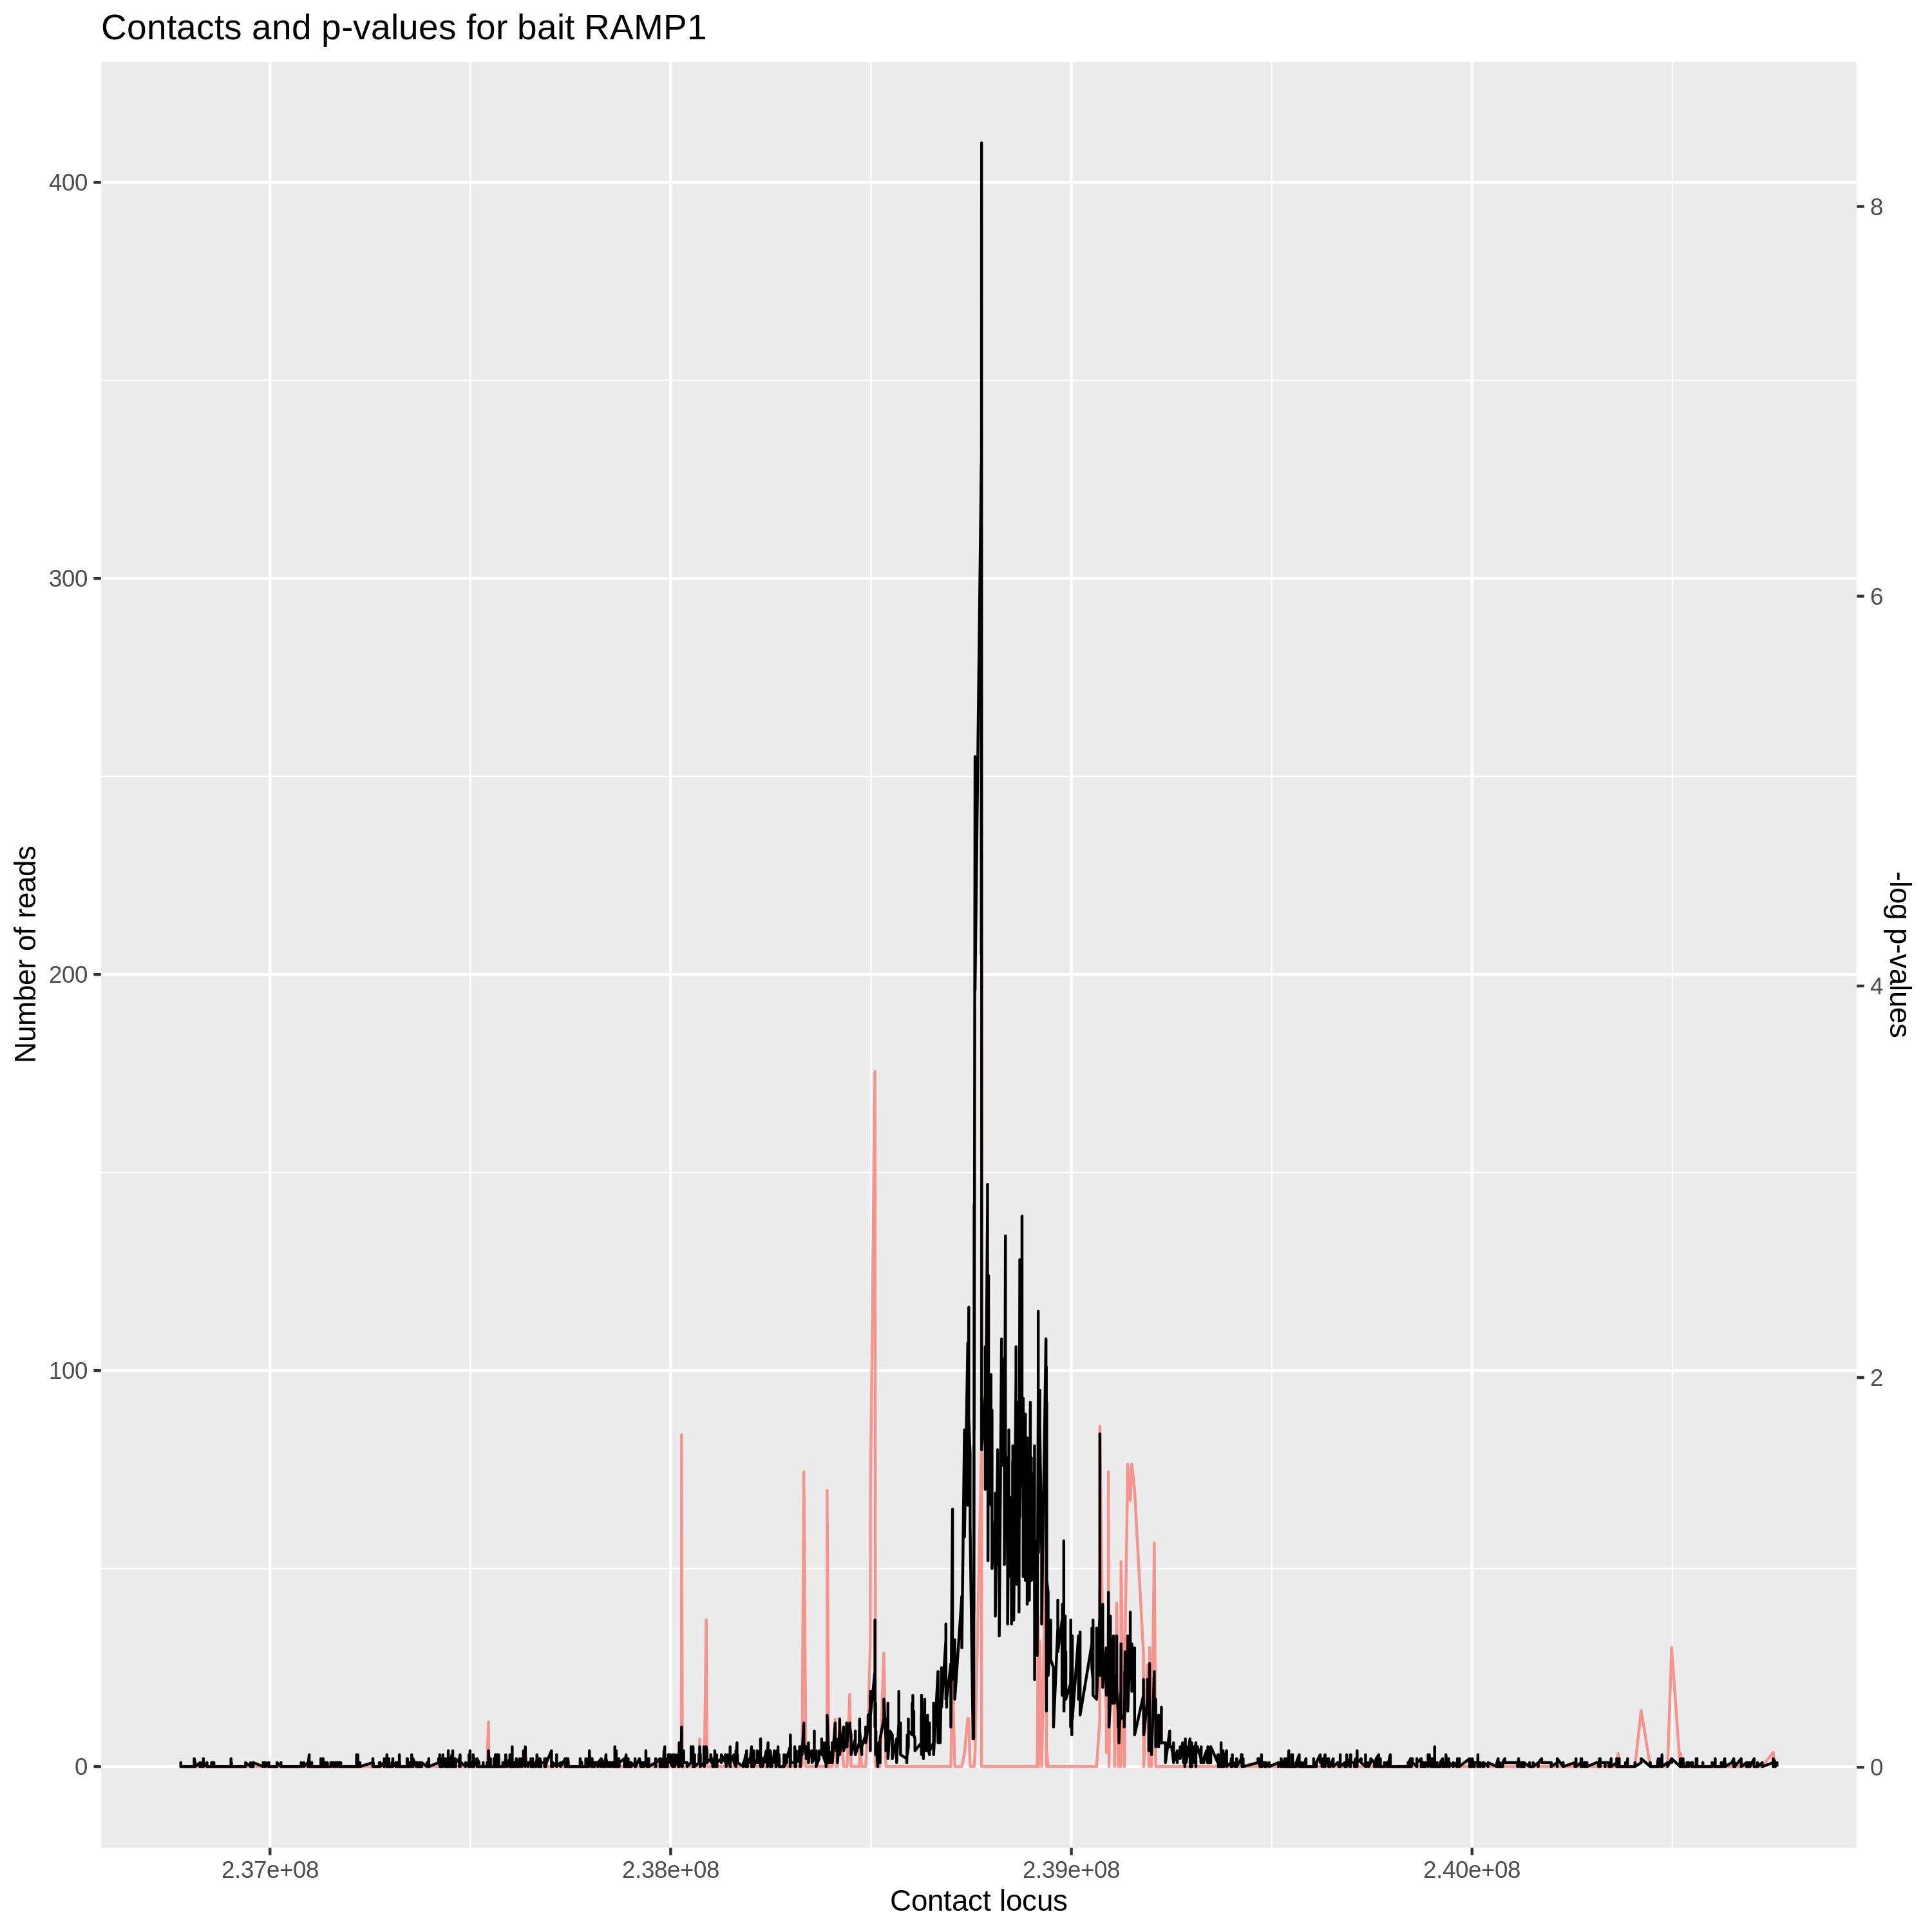 Contacts and p-values for bait RAMP1
400
300
200
100
0
8
6
4
2
0
Number of reads
-log p-values
2.37e+08 2.38e+08 2.39e+08 2.40e+08
Contact locus